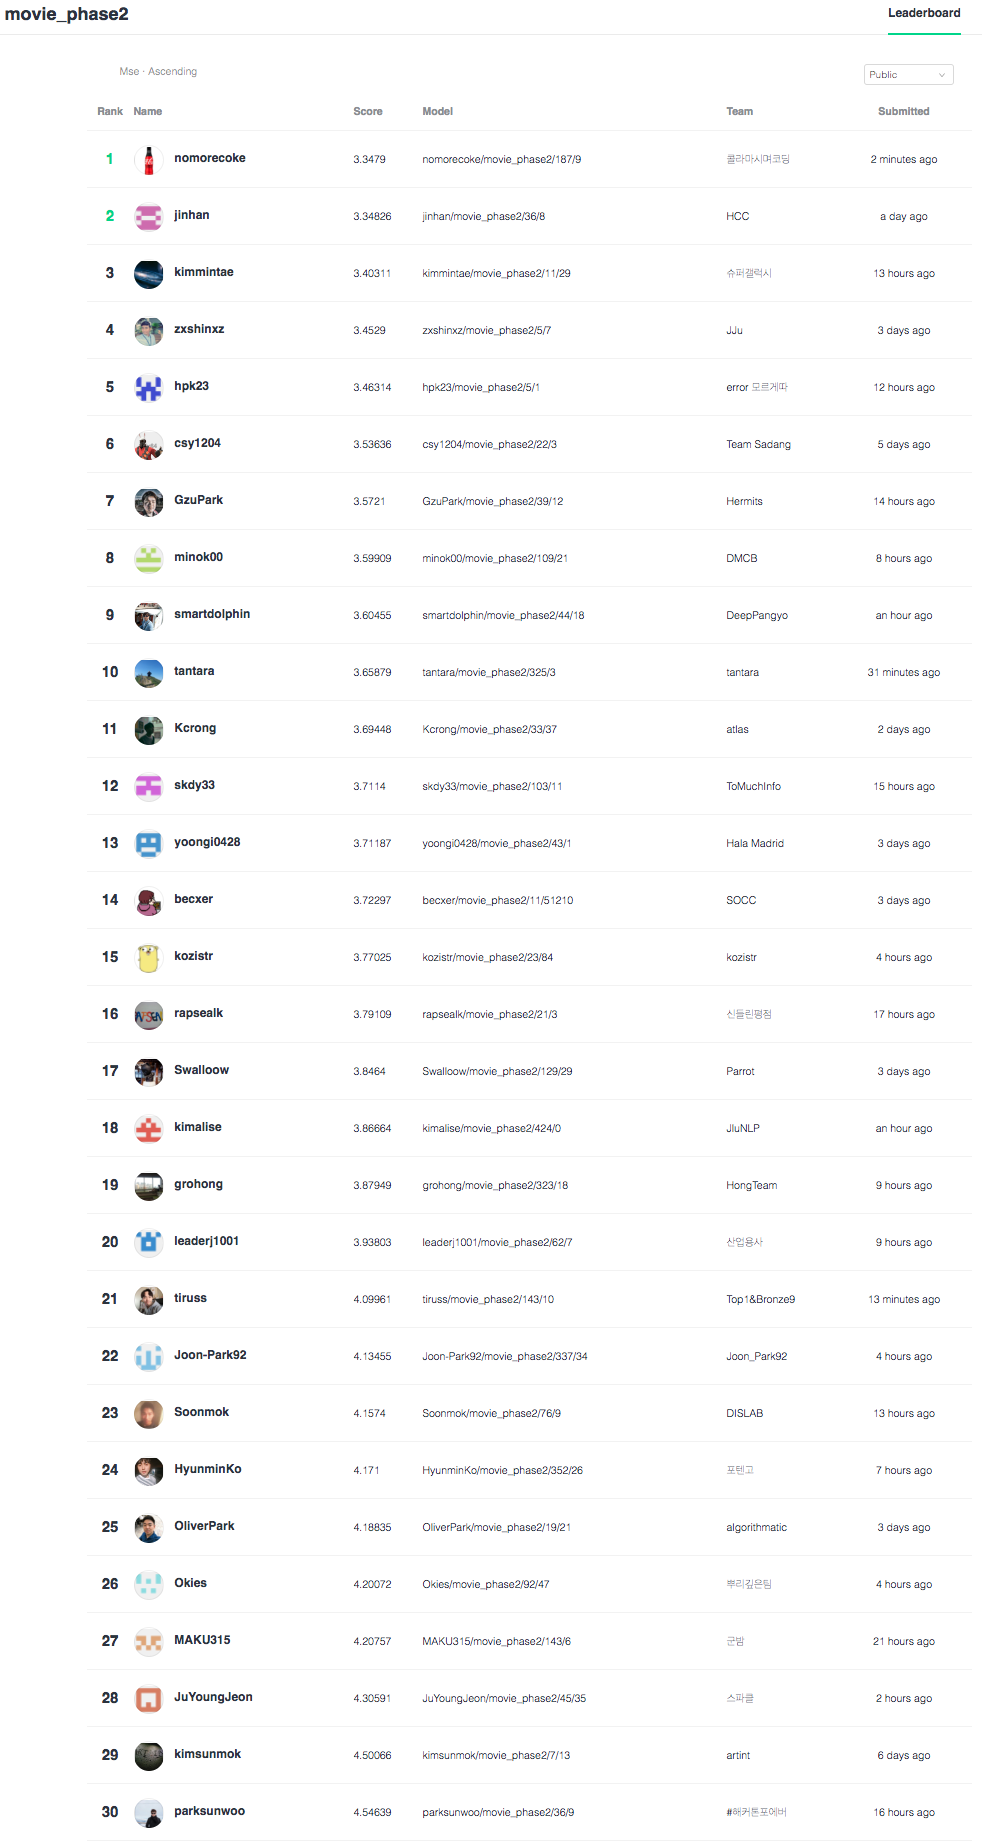 movie_phase2
Leaderboard
Mse · Ascending
Public
Rank Name Score Model Team Submitted
1 nomorecoke 3.3479 nomorecoke/movie_phase2/187/9 콜라마시며코딩 2 minutes ago
2 jinhan 3.34826 jinhan/movie_phase2/36/8 HCC a day ago
3 kimmintae 3.40311 kimmintae/movie_phase2/11/29 슈퍼갤럭시 13 hours ago
4 zxshinxz 3.4529 zxshinxz/movie_phase2/5/7 JJu 3 days ago
5 hpk23 3.46314 hpk23/movie_phase2/5/1 error 모르게따 12 hours ago
6 csy1204 3.53636 csy1204/movie_phase2/22/3 Team Sadang 5 days ago
7 GzuPark 3.5721 GzuPark/movie_phase2/39/12 Hermits 14 hours ago
8 minok00 3.59909 minok00/movie_phase2/109/21 DMCB 8 hours ago
9 smartdolphin 3.60455 smartdolphin/movie_phase2/44/18 DeepPangyo an hour ago
10 tantara 3.65879 tantara/movie_phase2/325/3 tantara 31 minutes ago
11 Kcrong 3.69448 Kcrong/movie_phase2/33/37 atlas 2 days ago
12 skdy33 3.7114 skdy33/movie_phase2/103/11 ToMuchInfo 15 hours ago
13 yoongi0428 3.71187 yoongi0428/movie_phase2/43/1 Hala Madrid 3 days ago
14 becxer 3.72297 becxer/movie_phase2/11/51210 SOCC 3 days ago
15 kozistr 3.77025 kozistr/movie_phase2/23/84 kozistr 4 hours ago
16 rapsealk 3.79109 rapsealk/movie_phase2/21/3 신들린평점 17 hours ago
17 Swalloow 3.8464 Swalloow/movie_phase2/129/29 Parrot 3 days ago
18 kimalise 3.86664 kimalise/movie_phase2/424/0 JluNLP an hour ago
19 grohong 3.87949 grohong/movie_phase2/323/18 HongTeam 9 hours ago
20 leaderj1001 3.93803 leaderj1001/movie_phase2/62/7 산업용사 9 hours ago
21 tiruss 4.09961 tiruss/movie_phase2/143/10 Top1&Bronze9 13 minutes ago
22 Joon-Park92 4.13455 Joon-Park92/movie_phase2/337/34 Joon_Park92 4 hours ago
23 Soonmok 4.1574 Soonmok/movie_phase2/76/9 DISLAB 13 hours ago
24 HyunminKo 4.171 HyunminKo/movie_phase2/352/26 포텐고 7 hours ago
25 OliverPark 4.18835 OliverPark/movie_phase2/19/21 algorithmatic 3 days ago
26 Okies 4.20072 Okies/movie_phase2/92/47 뿌리깊은팀 4 hours ago
27 MAKU315 4.20757 MAKU315/movie_phase2/143/6 군밤 21 hours ago
28 JuYoungJeon 4.30591 JuYoungJeon/movie_phase2/45/35 스파클 2 hours ago
29 kimsunmok 4.50066 kimsunmok/movie_phase2/7/13 artint 6 days ago
30 parksunwoo 4.54639 parksunwoo/movie_phase2/36/9 #해커톤포에버 16 hours ago